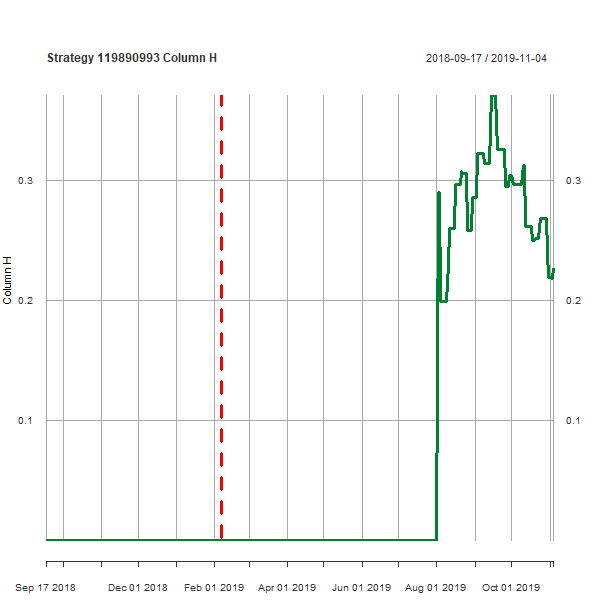 Strategy 119890993 Column H
2018-09-17 / 2019-11-04
0.3
0.3
Column H
0.2
0.2
0.1
0.1
Sep 17 2018
Dec 01 2018
Feb 01 2019
Apr 01 2019
Jun 01 2019
Aug 01 2019
Oct 01 2019